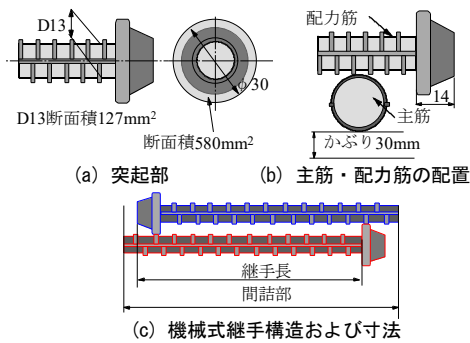 D13
D13断面積127mm²
φ30
断面積580mm²
(a) 突起部
配力筋
14
主筋
かぶり30mm
(b) 主筋・配力筋の配置
継手長
間詰部
(c) 機械式継手構造および寸法